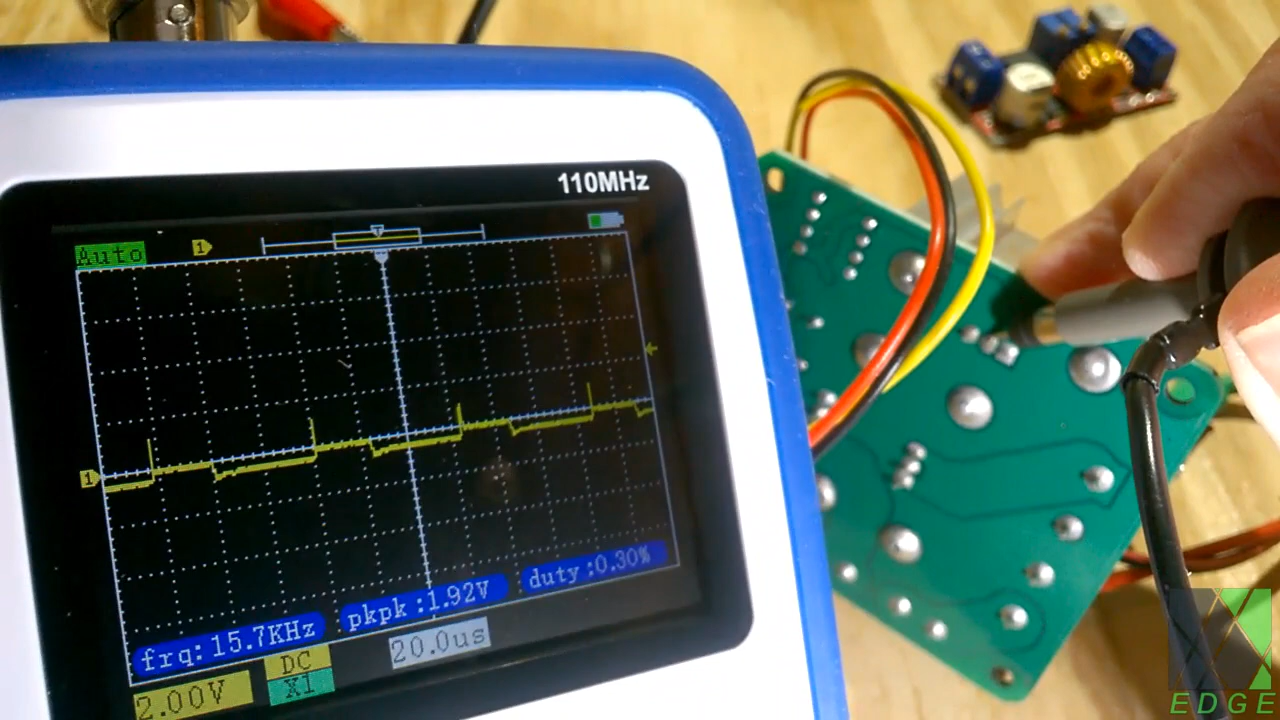 110MHz
Auto
1
1
frq:15.7KHz
pkpk:1.92V
duty:0.30%
2.00V
DC
X1
20.0us
EDGE